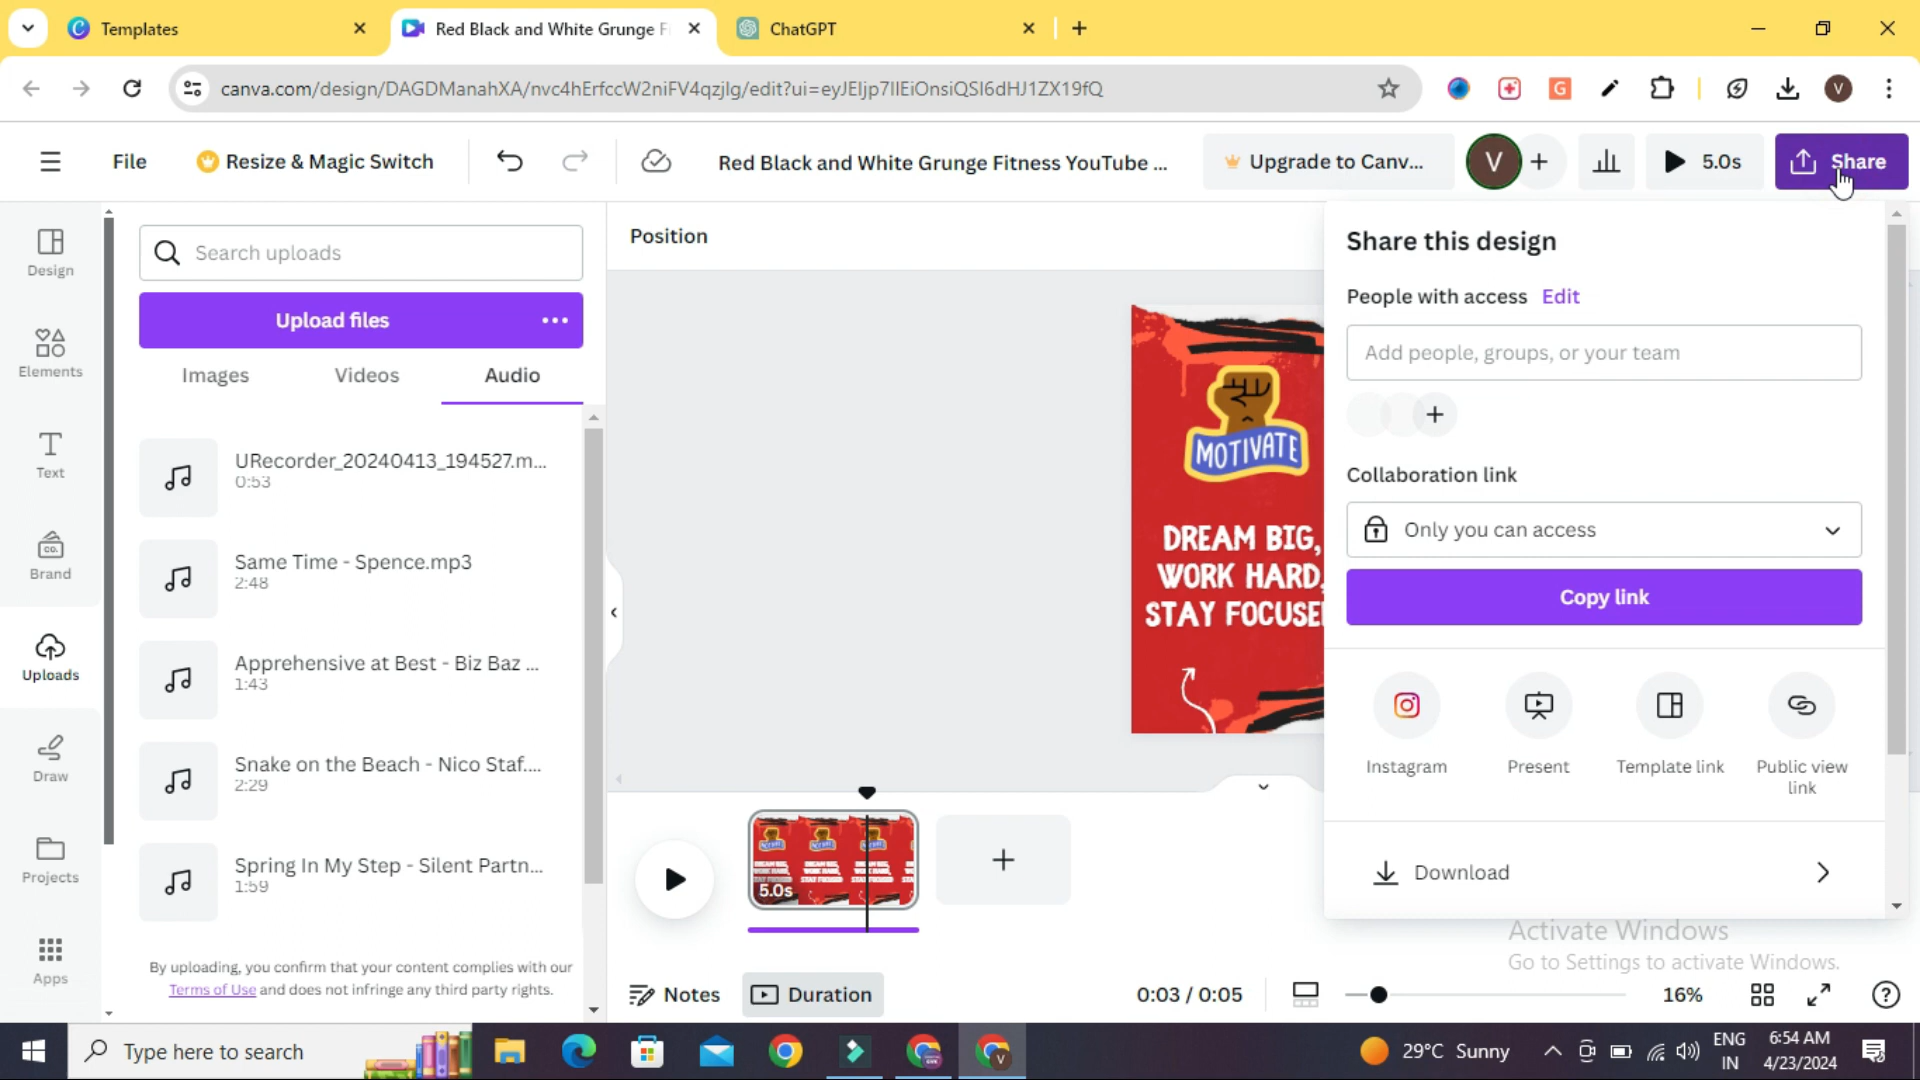 Templates
Red Black and White Grunge F
ChatGPT
canva.com/design/DAGDManahXA/nvc4hErfccW2niFV4qzjIg/edit?ui=eyJEIjp7IlEiOnsiQSI6dHJ1ZX19fQ
V
File
Resize & Magic Switch
Red Black and White Grunge Fitness YouTube ...
Upgrade to Canv...
V
5.0s
Share
Design
Elements
Text
Brand
Uploads
Draw
Projects
Apps
Search uploads
Upload files
Images
Videos
Audio
URecorder_20240413_194527.m...
0:53
Same Time - Spence.mp3
2:48
Apprehensive at Best - Biz Baz ...
1:43
Snake on the Beach - Nico Staf....
2:29
Spring In My Step - Silent Partn...
1:59
By uploading, you confirm that your content complies with our
Terms of Use and does not infringe any third party rights.
Position
MOTIVATE
DREAM BIG,
WORK HARD,
STAY FOCUSE
Share this design
People with access Edit
Add people, groups, or your team
Collaboration link
Only you can access
Copy link
Instagram
Present
Template link
Public view
link
Download
5.0s
Activate Windows
Go to Settings to activate Windows.
Notes
Duration
0:03 / 0:05
16%
Type here to search
29°C Sunny
ENG
IN
6:54 AM
4/23/2024